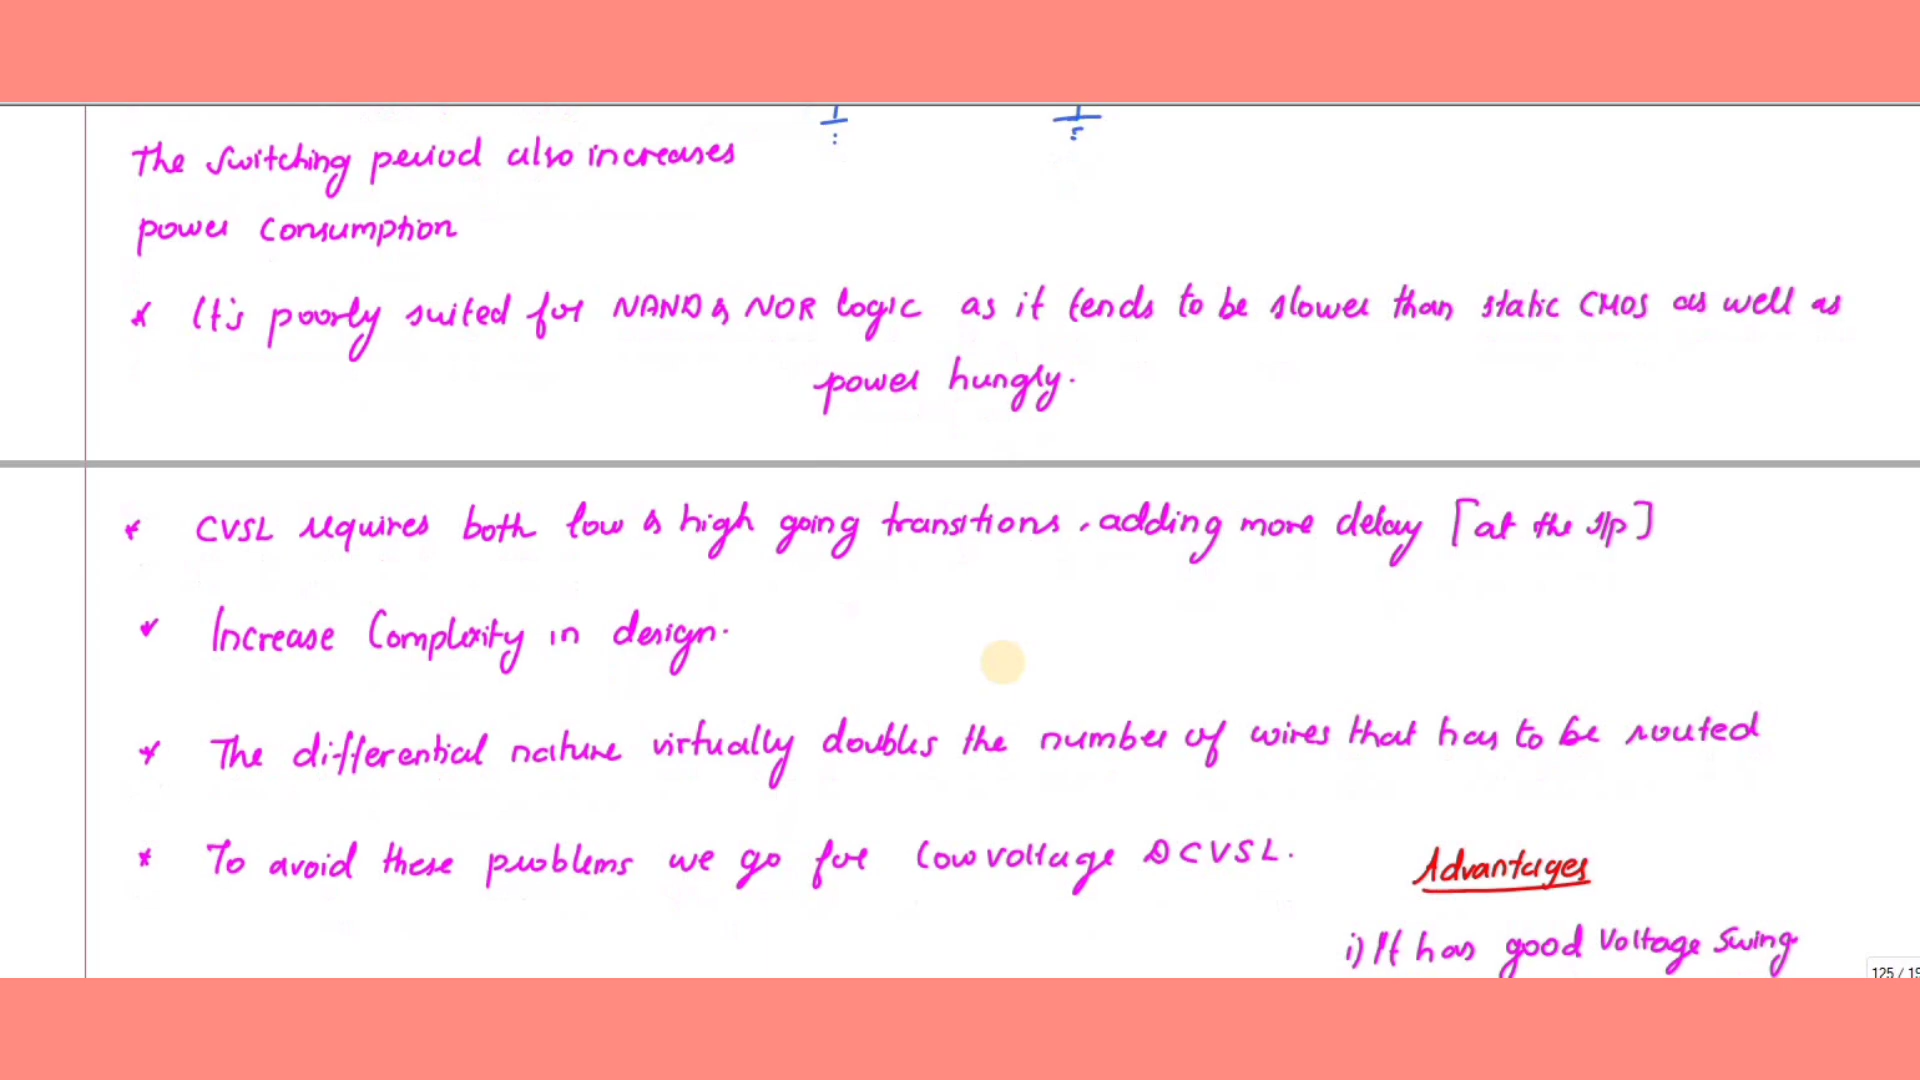 The switching period also increases
power consumption
* It's poorly suited for NAND & NOR logic as it tends to be slower than static CMOS as well as
power hungry.
* CVSL requires both low & high going transitions, adding more delay [at the I/p]
* Increase Complexity in design.
* The differential nature virtually doubles the number of wires that has to be routed
* To avoid these problems we go for Low voltage DCVSL.
Advantages
i) It has good Voltage Swing
125 / 19